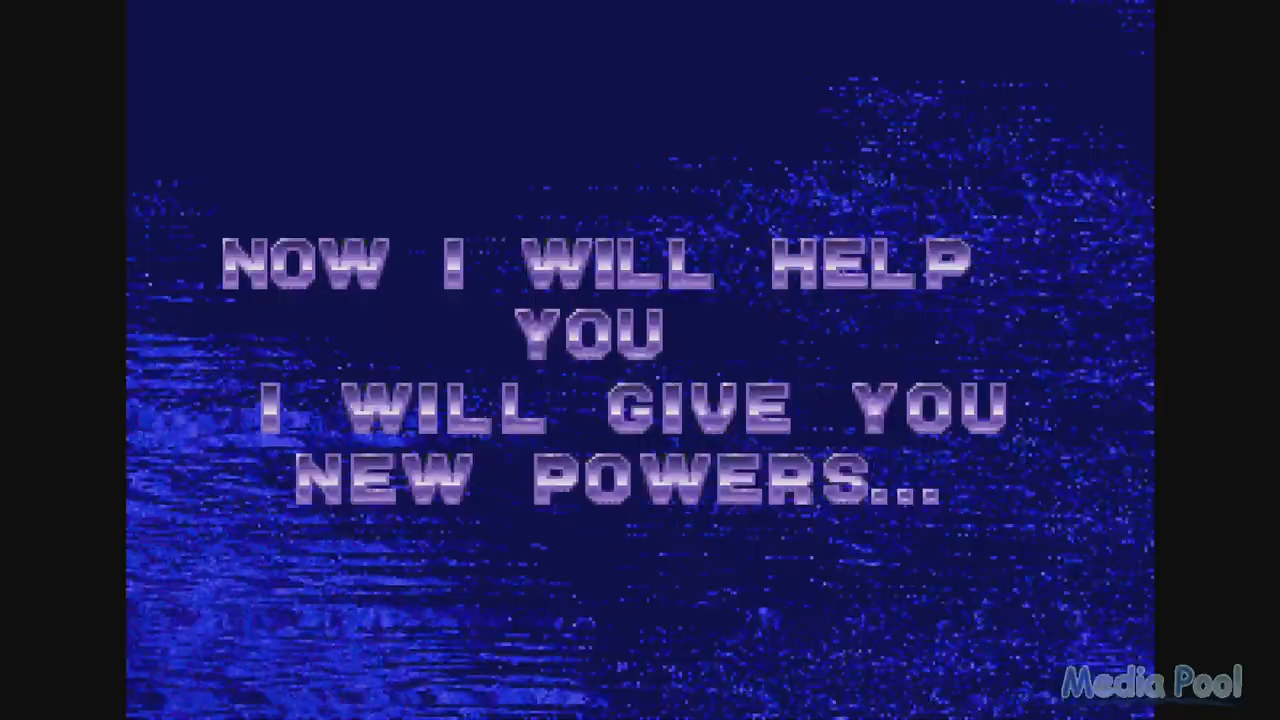 NOW I WILL HELP
YOU
I WILL GIVE YOU
NEW POWERS...
Media Pool